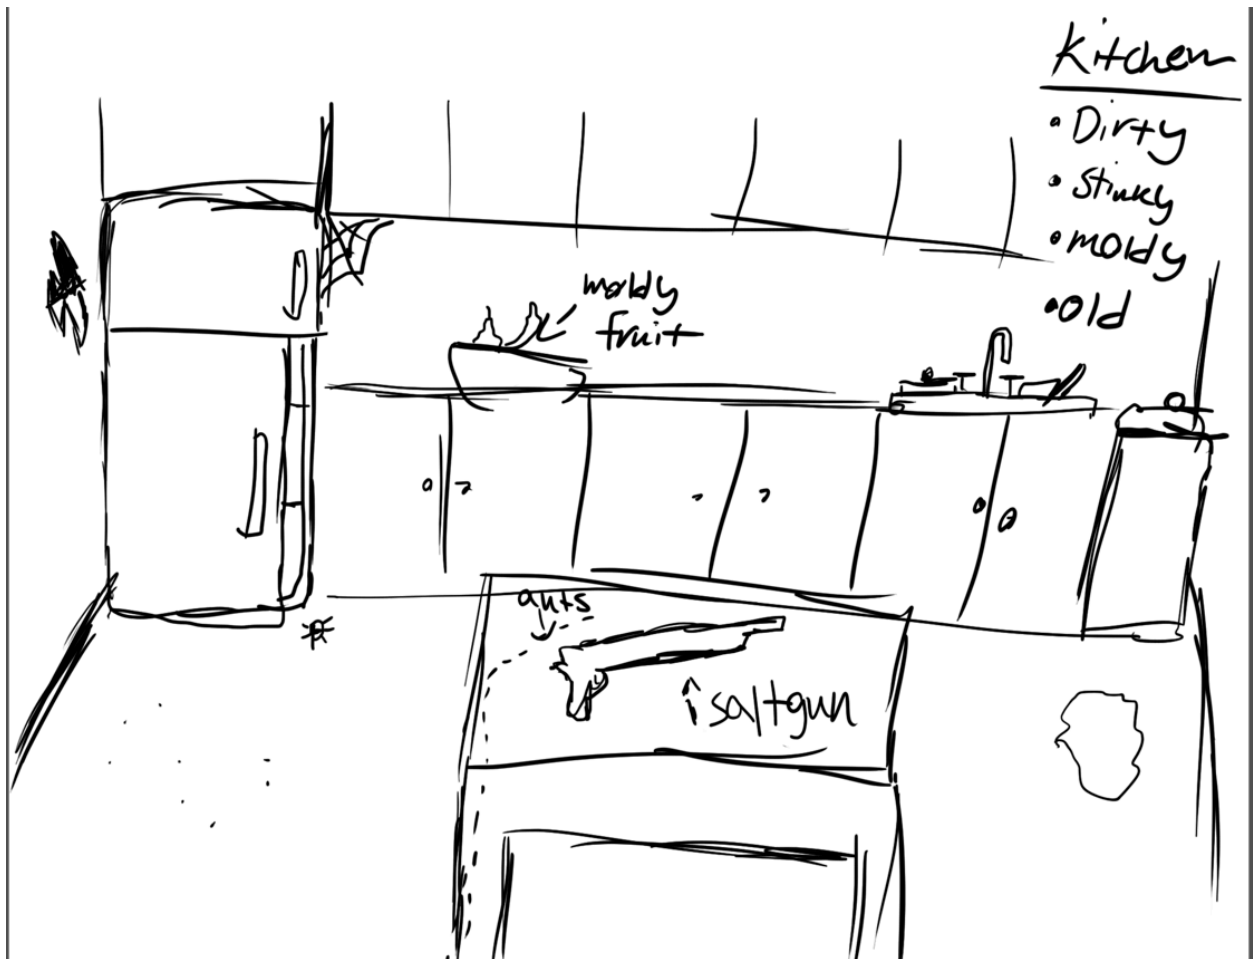 Kitchen
• Dirty
• Stinky
• moldy
• Old
moldy
fruit
ants
saltgun